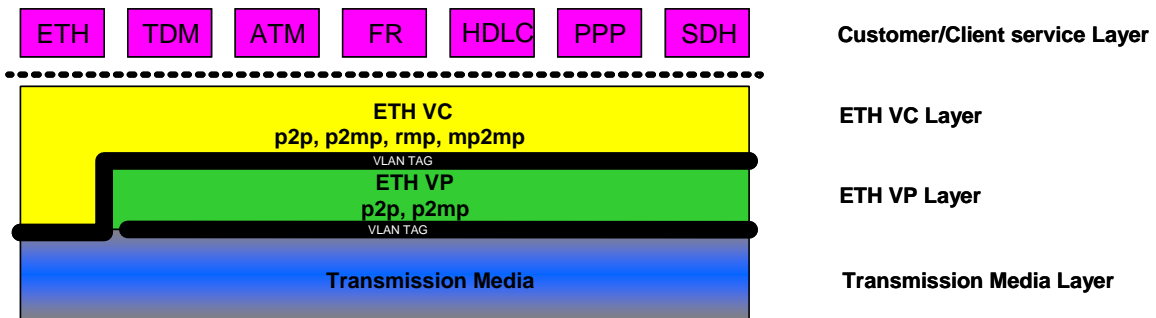 ETH TDM ATM FR HDLC PPP SDH Customer/Client service Layer
ETH VC ETH VC Layer
p2p, p2mp, rmp, mp2mp
VLAN TAG
ETH VP ETH VP Layer
p2p, p2mp
VLAN TAG
Transmission Media Transmission Media Layer